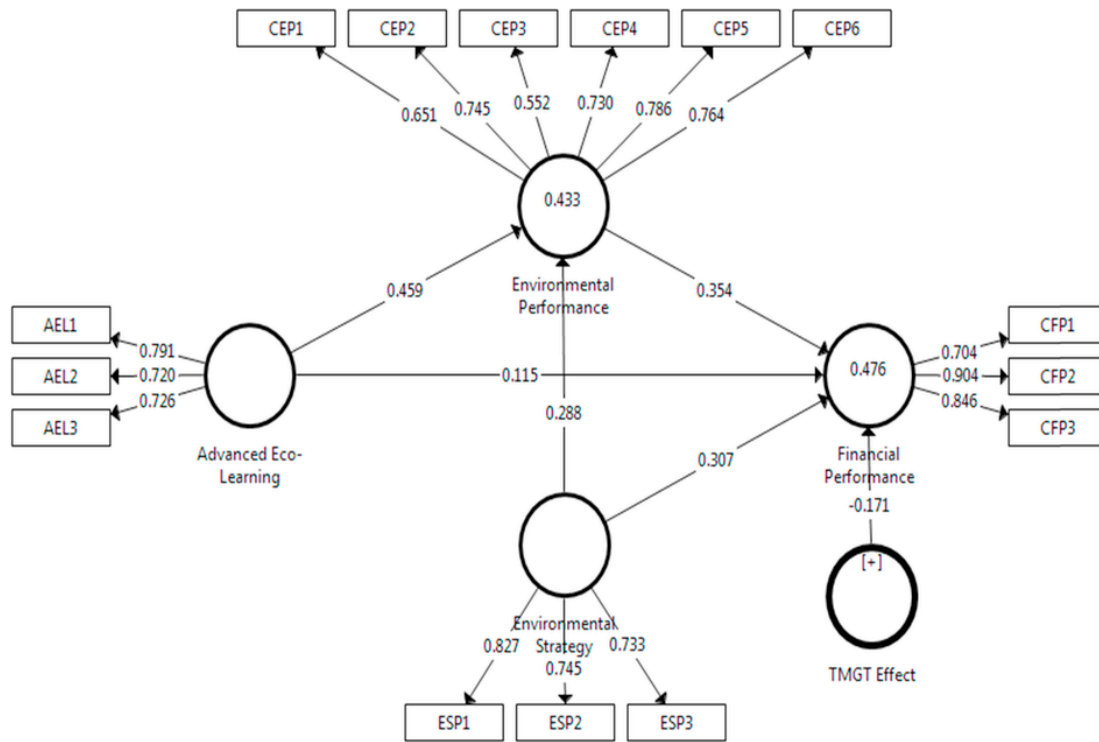 CEP1 CEP2 CEP3 CEP4 CEP5 CEP6
0.651 0.745 0.552 0.730 0.786 0.764
0.433
Environmental
Performance
0.459
0.354
AEL1
AEL2
AEL3
0.791
0.720
0.726
Advanced Eco-
Learning
0.115
0.288
0.307
0.476
Financial
Performance
0.704
0.904
0.846
CFP1
CFP2
CFP3
-0.171
[+]
TMGT Effect
Environmental
Strategy
0.827 0.745 0.733
ESP1 ESP2 ESP3